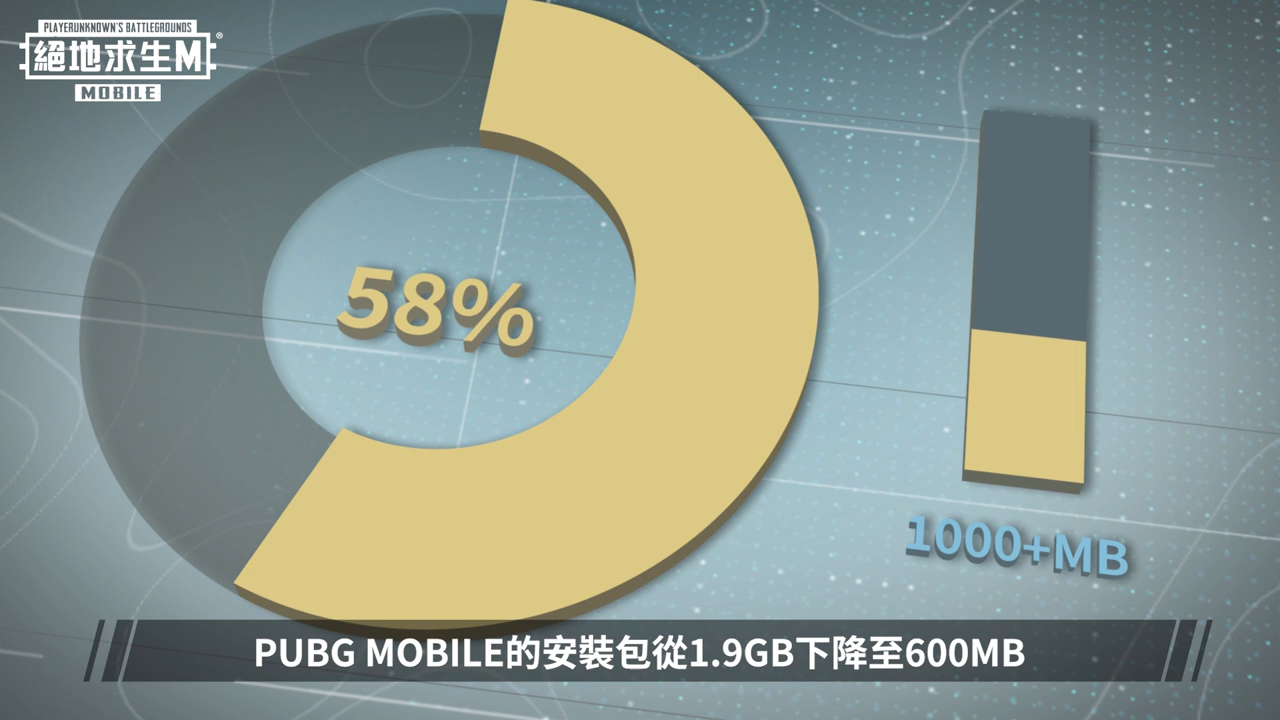 PLAYERUNKNOWN'S BATTLEGROUNDS
絕地求生M®
MOBILE
58%
1000+MB
PUBG MOBILE的安裝包從1.9GB下降至600MB